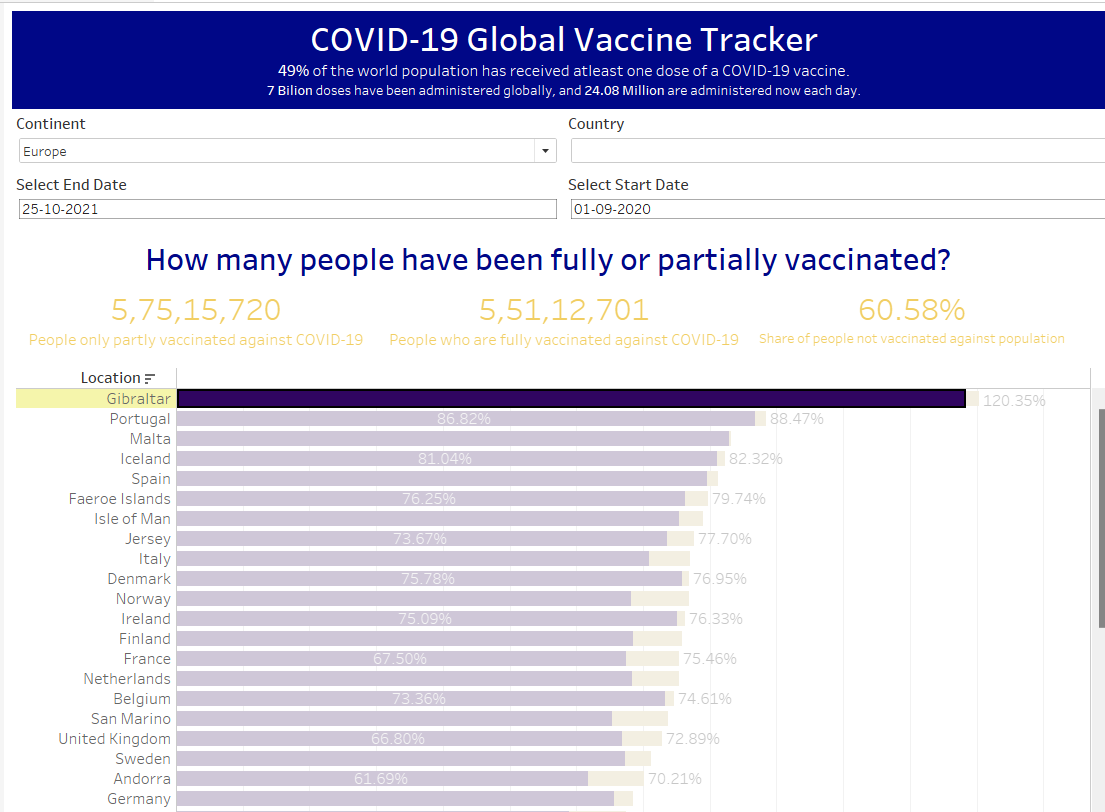 COVID-19 Global Vaccine Tracker
49% of the world population has received atleast one dose of a COVID-19 vaccine.
7 Bilion doses have been administered globally, and 24.08 Million are administered now each day.
Continent Country
Europe
Select End Date Select Start Date
25-10-2021 01-09-2020
How many people have been fully or partially vaccinated?
5,75,15,720 5,51,12,701 60.58%
People only partly vaccinated against COVID-19 People who are fully vaccinated against COVID-19 Share of people not vaccinated against population
Location
Gibraltar 120.35%
Portugal 86.82% 88.47%
Malta
Iceland 81.04% 82.32%
Spain
Faeroe Islands 76.25% 79.74%
Isle of Man
Jersey 73.67% 77.70%
Italy
Denmark 75.78% 76.95%
Norway
Ireland 75.09% 76.33%
Finland
France 67.50% 75.46%
Netherlands
Belgium 73.36% 74.61%
San Marino
United Kingdom 66.80% 72.89%
Sweden
Andorra 61.69% 70.21%
Germany